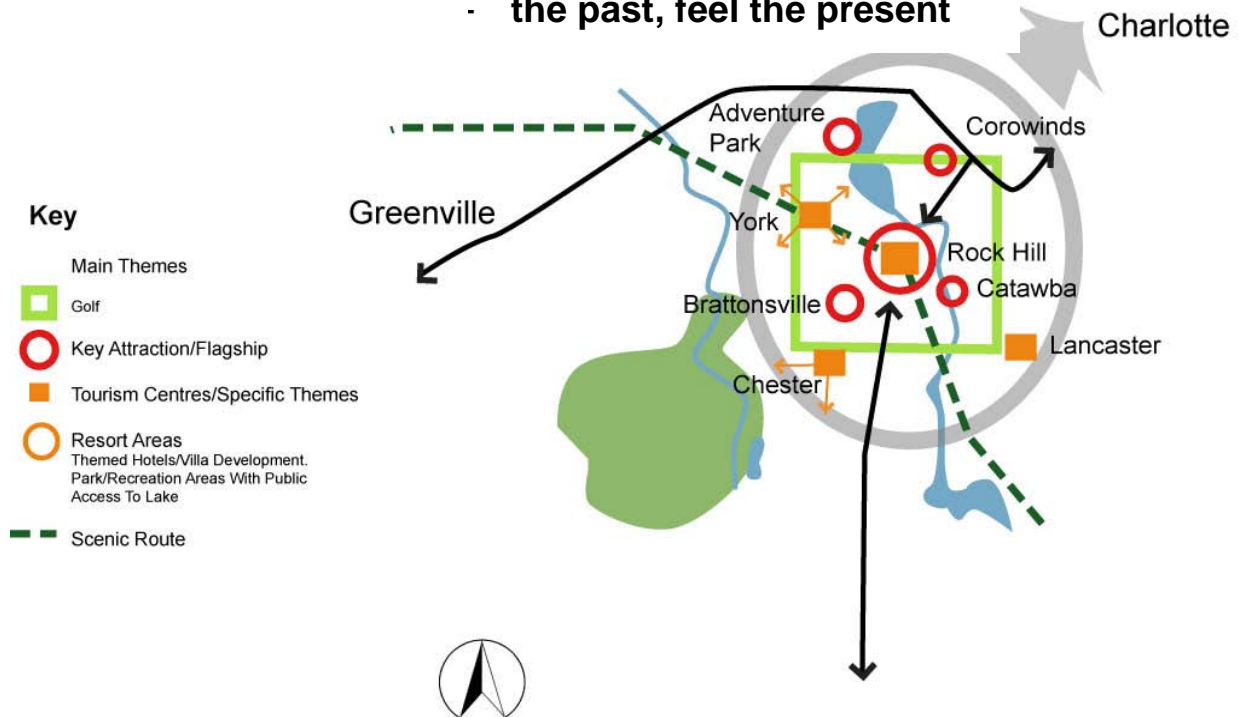 - the past, feel the present
Charlotte
Adventure
Park
Corowinds
Key
Greenville
York
Main Themes
Rock Hill
Golf
Catawba
Brattonsville
Key Attraction/Flagship
Lancaster
Chester
Tourism Centres/Specific Themes
Resort Areas
Themed Hotels/Villa Development.
Park/Recreation Areas With Public
Access To Lake
Scenic Route